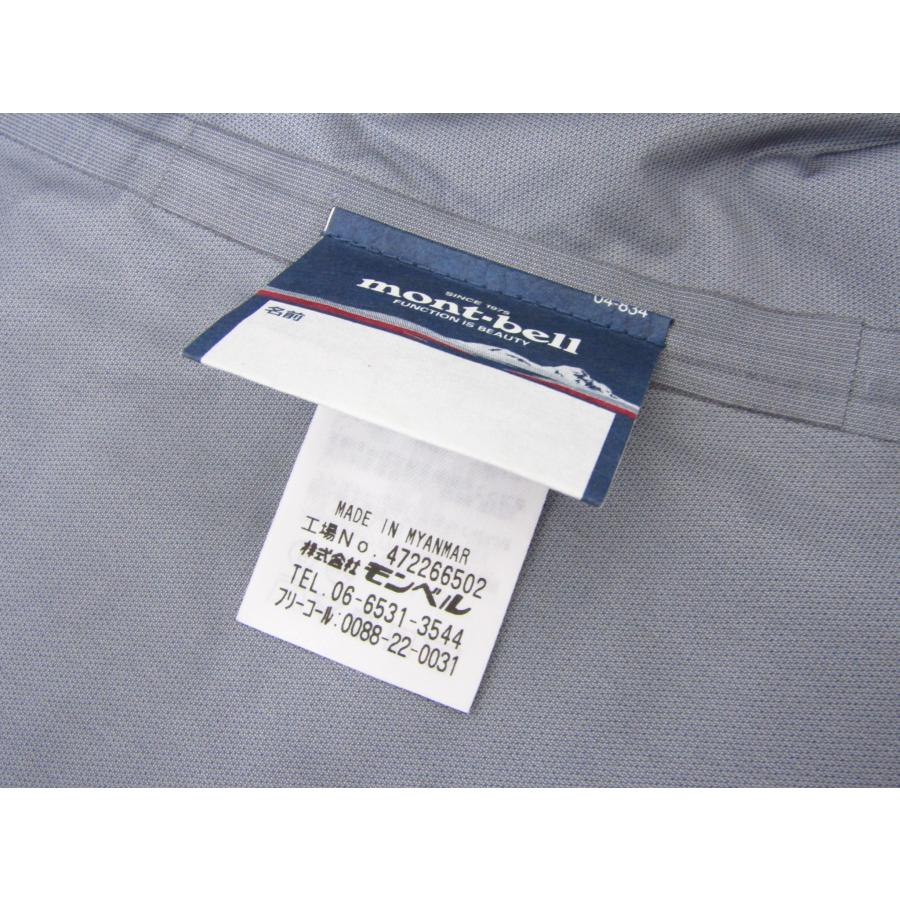 SINCE 1975
04-834
mont-bell
FUNCTION IS BEAUTY
名前
MADE IN MYANMAR
工場No.472266502
株式会社 モンベル
TEL.06-6531-3544
フリーコール:0088-22-0031